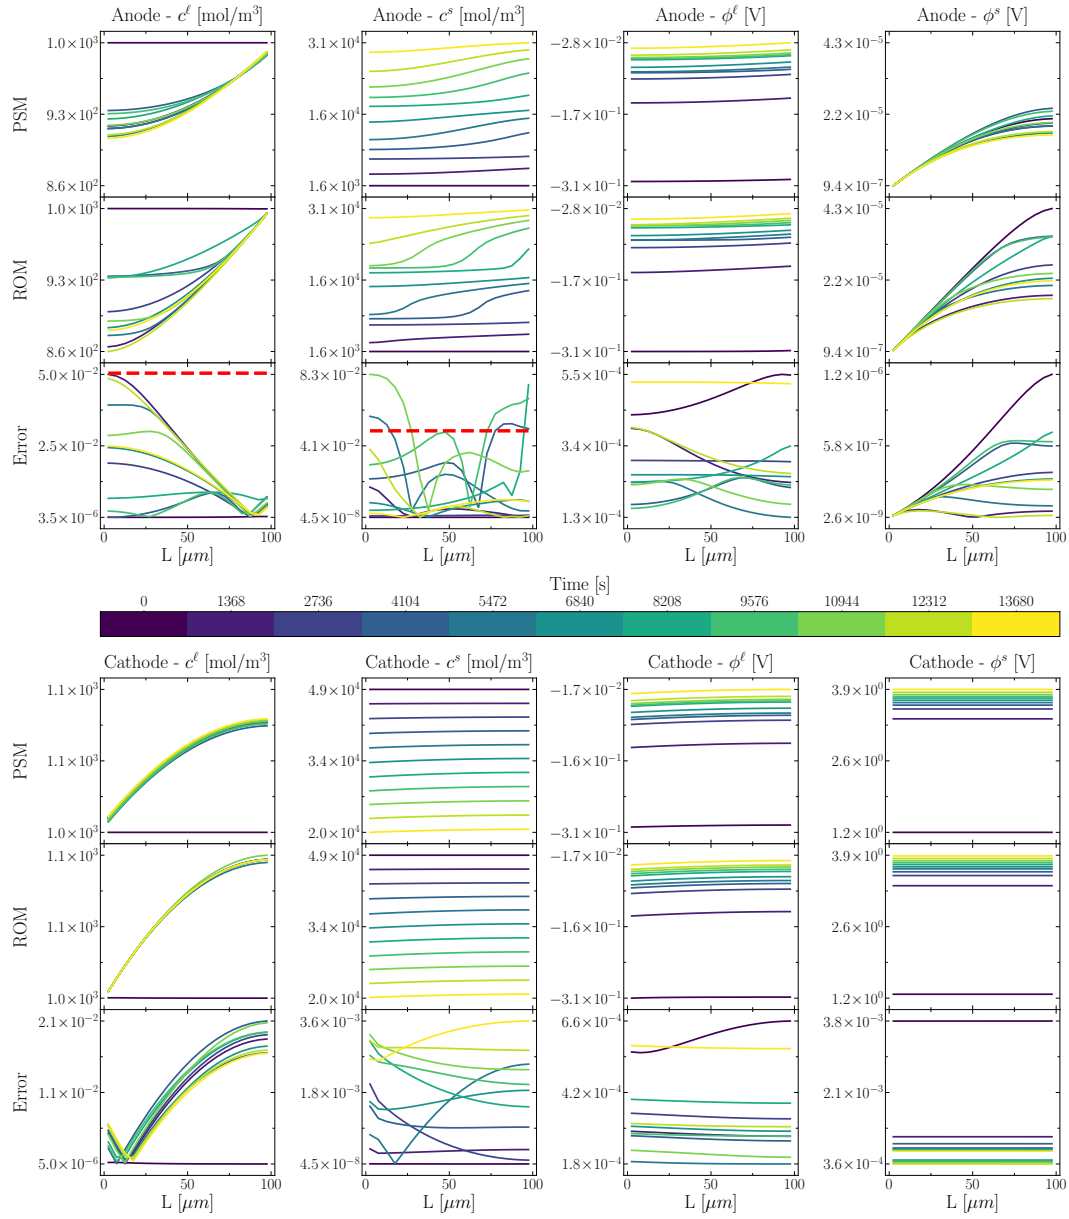 Anode - c^ℓ [mol/m³] Anode - c^s [mol/m³] Anode - ϕ^ℓ [V] Anode - ϕ^s [V]
PSM
1.0×10³ 3.1×10⁴ −2.8×10⁻² 4.3×10⁻⁵
9.3×10² 1.6×10⁴ −1.7×10⁻¹ 2.2×10⁻⁵
8.6×10² 1.6×10³ −3.1×10⁻¹ 9.4×10⁻⁷
ROM
1.0×10³ 3.1×10⁴ −2.8×10⁻² 4.3×10⁻⁵
9.3×10² 1.6×10⁴ −1.7×10⁻¹ 2.2×10⁻⁵
8.6×10² 1.6×10³ −3.1×10⁻¹ 9.4×10⁻⁷
Error
5.0×10⁻² 8.3×10⁻² 5.5×10⁻⁴ 1.2×10⁻⁶
2.5×10⁻² 4.1×10⁻² 3.4×10⁻⁴ 5.8×10⁻⁷
3.5×10⁻⁶ 4.5×10⁻⁸ 1.3×10⁻⁴ 2.6×10⁻⁹
0 50 100 0 50 100 0 50 100 0 50 100
L [μm] L [μm] L [μm] L [μm]
Time [s]
0 1368 2736 4104 5472 6840 8208 9576 10944 12312 13680
Cathode - c^ℓ [mol/m³] Cathode - c^s [mol/m³] Cathode - ϕ^ℓ [V] Cathode - ϕ^s [V]
PSM
1.1×10³ 4.9×10⁴ −1.7×10⁻² 3.9×10⁰
1.1×10³ 3.4×10⁴ −1.6×10⁻¹ 2.6×10⁰
1.0×10³ 2.0×10⁴ −3.1×10⁻¹ 1.2×10⁰
ROM
1.1×10³ 4.9×10⁴ −1.7×10⁻² 3.9×10⁰
1.1×10³ 3.4×10⁴ −1.6×10⁻¹ 2.6×10⁰
1.0×10³ 2.0×10⁴ −3.1×10⁻¹ 1.2×10⁰
Error
2.1×10⁻² 3.6×10⁻³ 6.6×10⁻⁴ 3.8×10⁻³
1.1×10⁻² 1.8×10⁻³ 4.2×10⁻⁴ 2.1×10⁻³
5.0×10⁻⁶ 4.5×10⁻⁸ 1.8×10⁻⁴ 3.6×10⁻⁴
0 50 100 0 50 100 0 50 100 0 50 100
L [μm] L [μm] L [μm] L [μm]